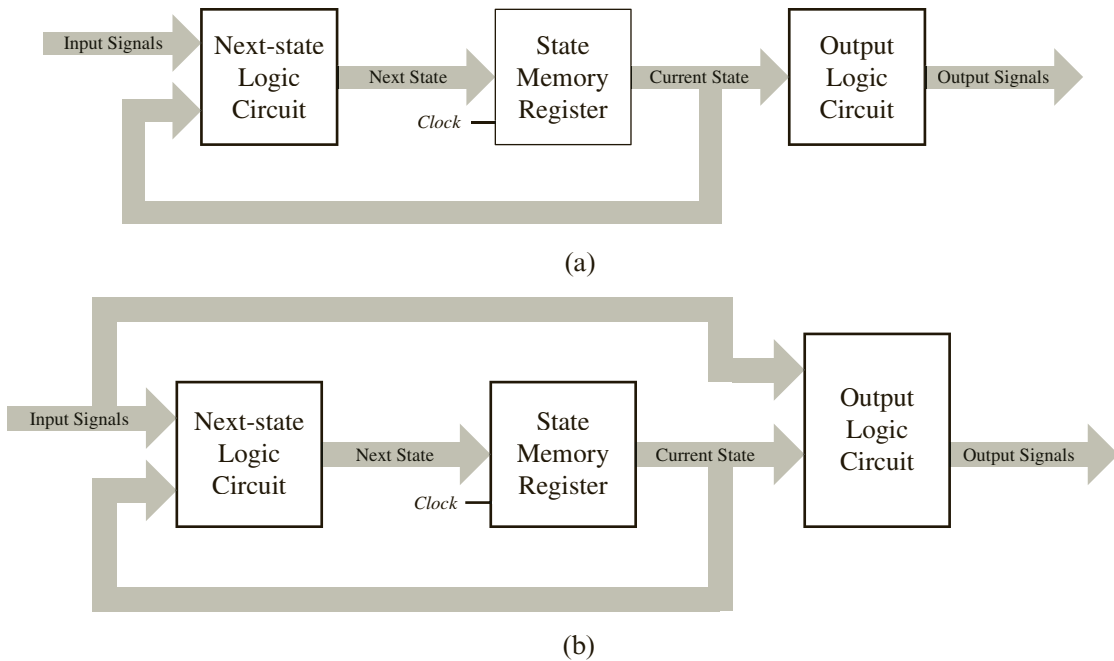 Input Signals
Next-state
Logic
Circuit
Next State
State
Memory
Register
Clock
Current State
Output
Logic
Circuit
Output Signals
(a)
Input Signals
Next-state
Logic
Circuit
Next State
State
Memory
Register
Clock
Current State
Output
Logic
Circuit
Output Signals
(b)